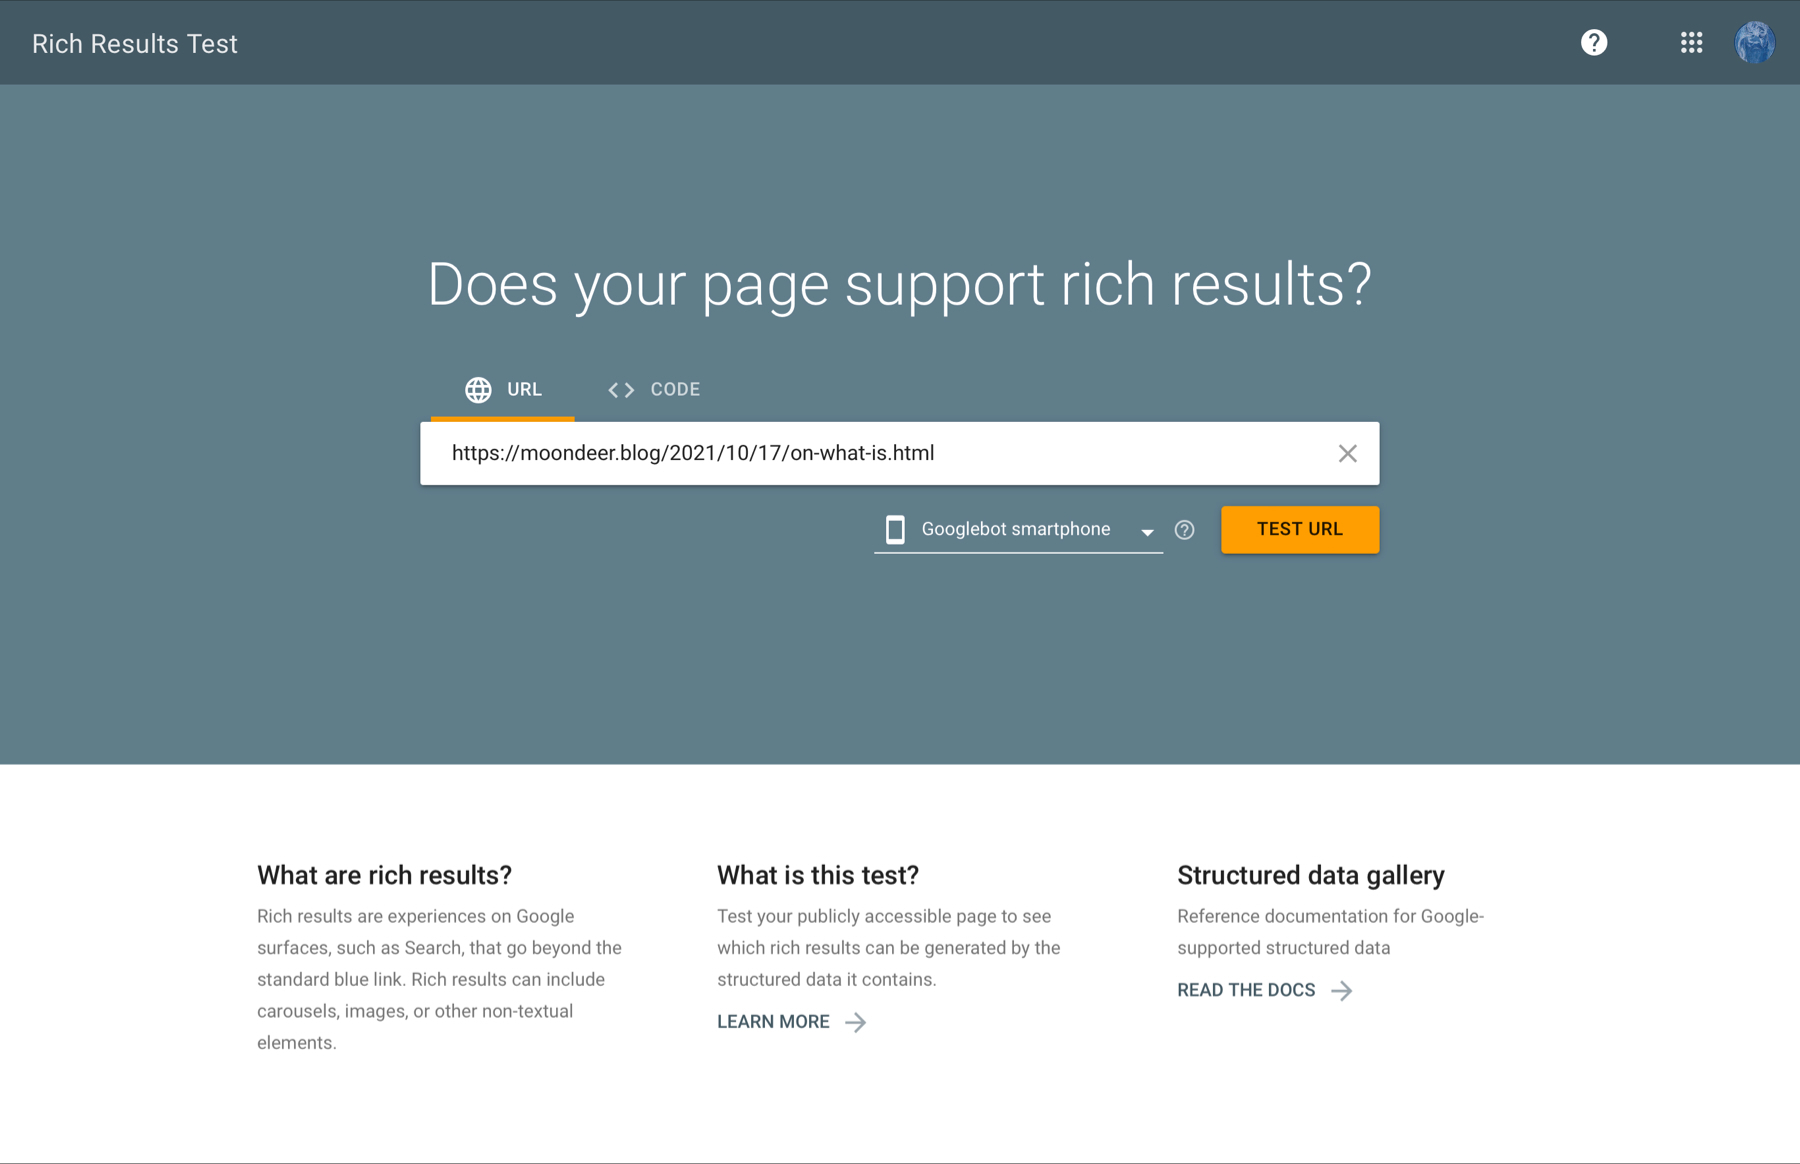 Rich Results Test
Does your page support rich results?
URL
CODE
https://moondeer.blog/2021/10/17/on-what-is.html
Googlebot smartphone
TEST URL
What are rich results?
Rich results are experiences on Google
surfaces, such as Search, that go beyond the
standard blue link. Rich results can include
carousels, images, or other non-textual
elements.
What is this test?
Test your publicly accessible page to see
which rich results can be generated by the
structured data it contains.
LEARN MORE
Structured data gallery
Reference documentation for Google-
supported structured data
READ THE DOCS